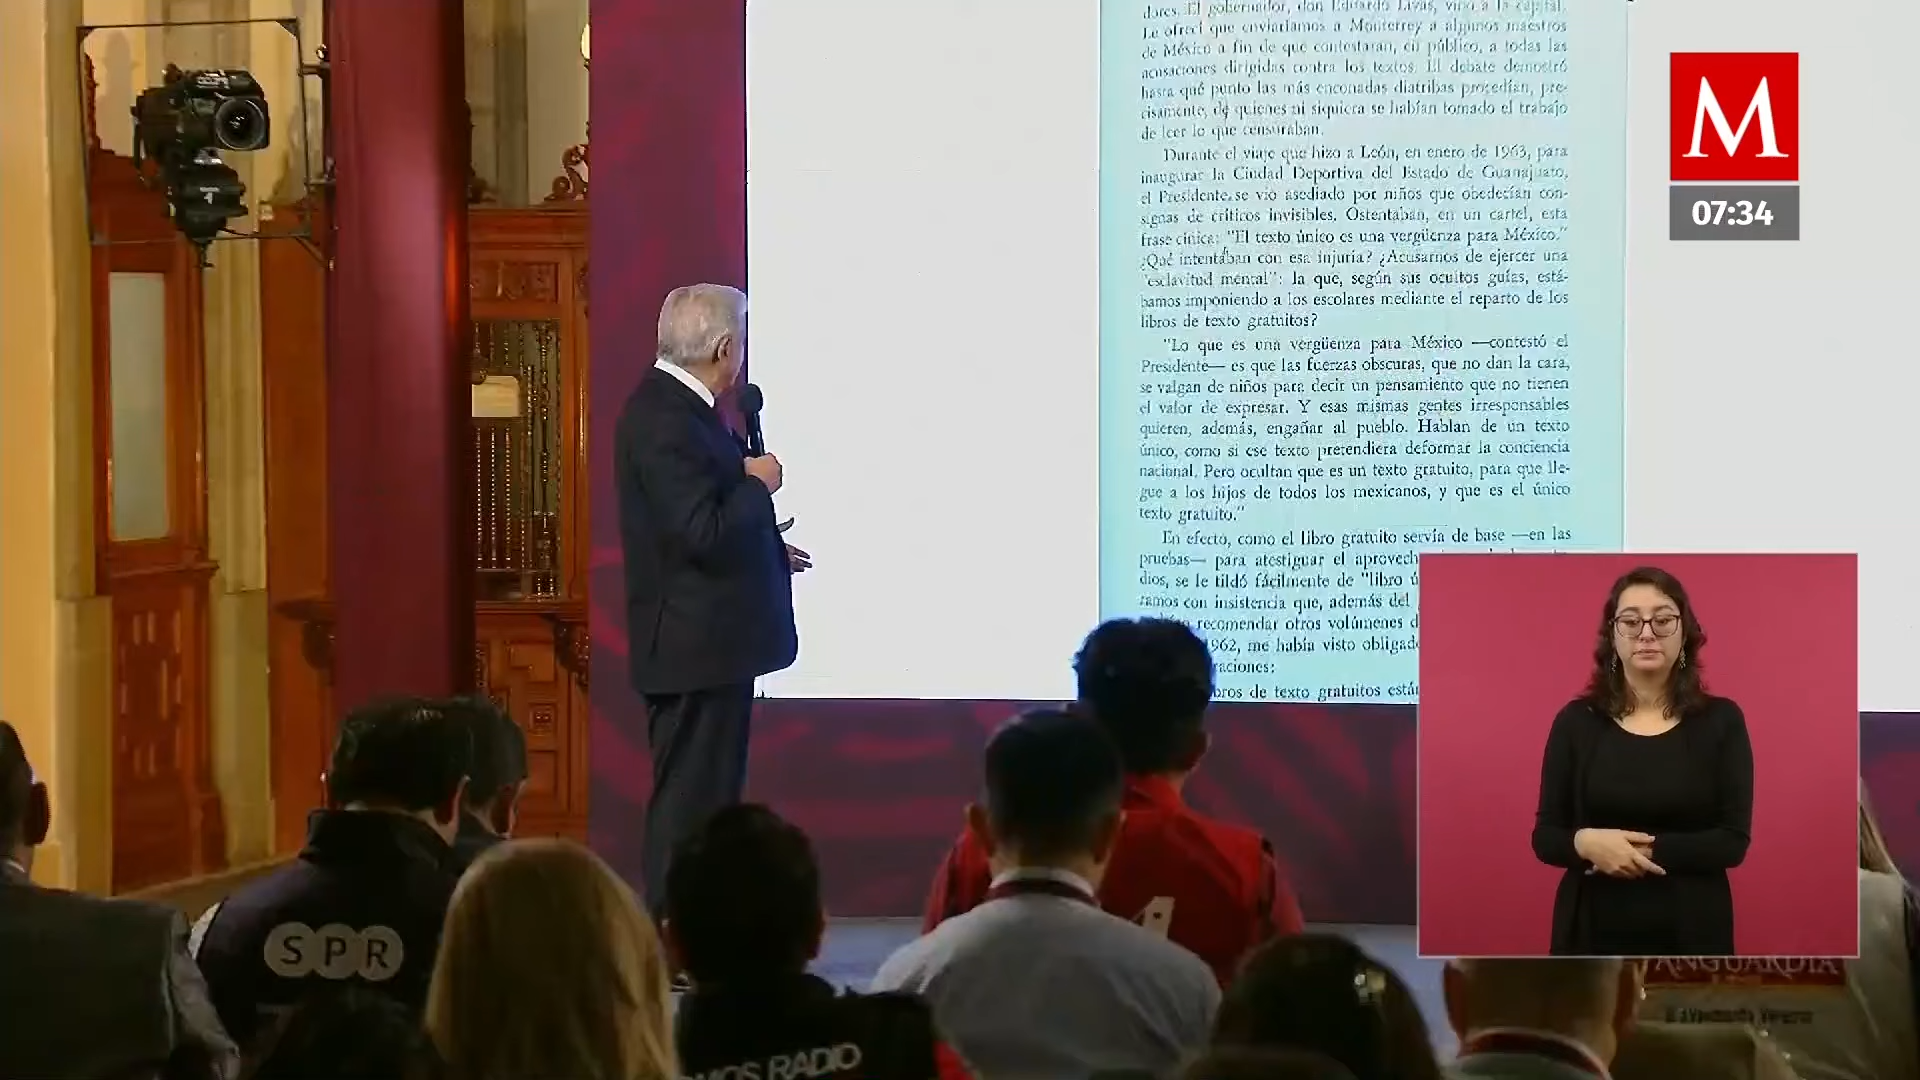 dores. El gobernador, don Eduardo Livas, vino a la capital.
Le ofrecí que enviaríamos a Monterrey a algunos maestros
de México a fin de que contestaran, en público, a todas las
acusaciones dirigidas contra los textos. El debate demostró
hasta qué punto las más enconadas diatribas procedían, pre-
cisamente, de quienes ni siquiera se habían tomado el trabajo
de leer lo que censuraban.
Durante el viaje que hizo a León, en enero de 1963, para
inaugurar la Ciudad Deportiva del Estado de Guanajuato,
el Presidente se vio asediado por niños que obedecían con-
signas de críticos invisibles. Ostentaban, en un cartel, esta
frase cínica: "El texto único es una vergüenza para México."
¿Qué intentaban con esa injuria? ¿Acusarnos de ejercer una
"esclavitud mental": la que, según sus ocultos guías, está-
bamos imponiendo a los escolares mediante el reparto de los
libros de texto gratuitos?
"Lo que es una vergüenza para México —contestó el
Presidente— es que las fuerzas obscuras, que no dan la cara,
se valgan de niños para decir un pensamiento que no tienen
el valor de expresar. Y esas mismas gentes irresponsables
quieren, además, engañar al pueblo. Hablan de un texto
único, como si ese texto pretendiera deformar la conciencia
nacional. Pero ocultan que es un texto gratuito, para que lle-
gue a los hijos de todos los mexicanos, y que es el único
texto gratuito."
En efecto, como el libro gratuito servía de base —en las
pruebas— para atestiguar el aprovech
dios, se le tildó fácilmente de "libro ú
ramos con insistencia que, además del
recomendar otros volúmenes d
1962, me había visto obligado
raciones:
bros de texto gratuitos están
M
07:34
1
SPR
MOS RADIO
VANGUARDIA